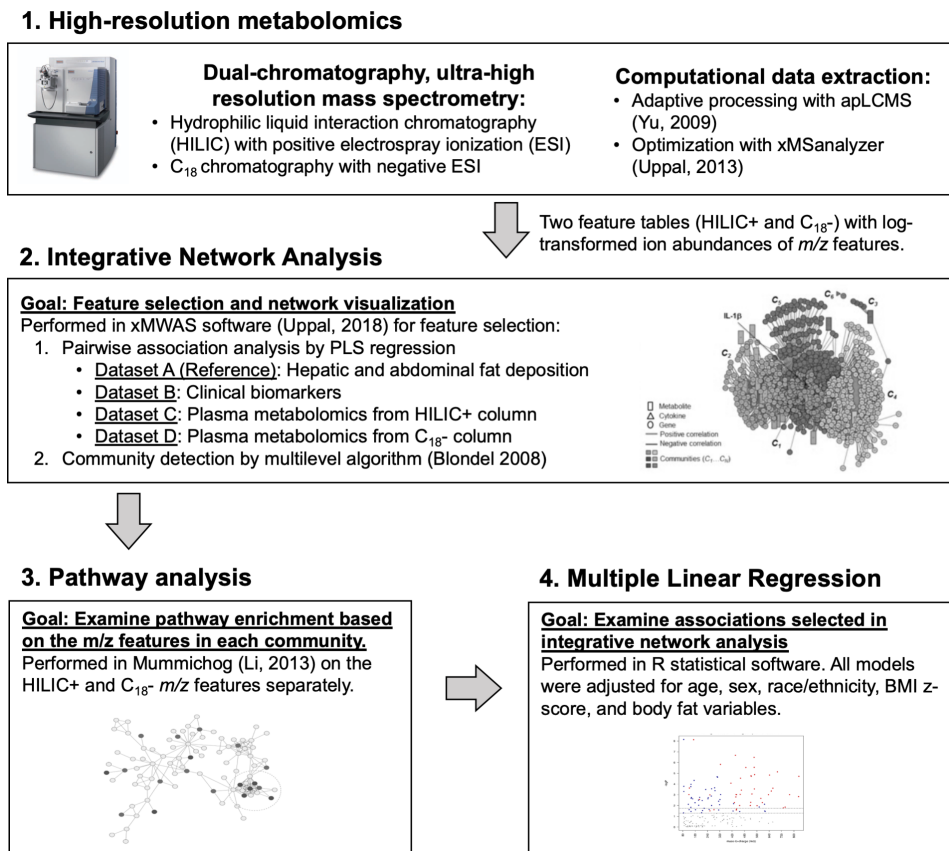 1. High-resolution metabolomics
Dual-chromatography, ultra-high
resolution mass spectrometry:
• Hydrophilic liquid interaction chromatography
(HILIC) with positive electrospray ionization (ESI)
• C18 chromatography with negative ESI
Computational data extraction:
• Adaptive processing with apLCMS
(Yu, 2009)
• Optimization with xMSanalyzer
(Uppal, 2013)
Two feature tables (HILIC+ and C18-) with log-
transformed ion abundances of m/z features.
2. Integrative Network Analysis
Goal: Feature selection and network visualization
Performed in xMWAS software (Uppal, 2018) for feature selection:
1. Pairwise association analysis by PLS regression
• Dataset A (Reference): Hepatic and abdominal fat deposition
• Dataset B: Clinical biomarkers
• Dataset C: Plasma metabolomics from HILIC+ column
• Dataset D: Plasma metabolomics from C18- column
2. Community detection by multilevel algorithm (Blondel 2008)
C5
C6
C3
IL-1β
C2
C4
C1
Metabolite
Cytokine
Gene
Positive correlation
Negative correlation
3. Pathway analysis
Goal: Examine pathway enrichment based
on the m/z features in each community.
Performed in Mummichog (Li, 2013) on the
HILIC+ and C18- m/z features separately.
4. Multiple Linear Regression
Goal: Examine associations selected in
integrative network analysis
Performed in R statistical software. All models
were adjusted for age, sex, race/ethnicity, BMI z-
score, and body fat variables.